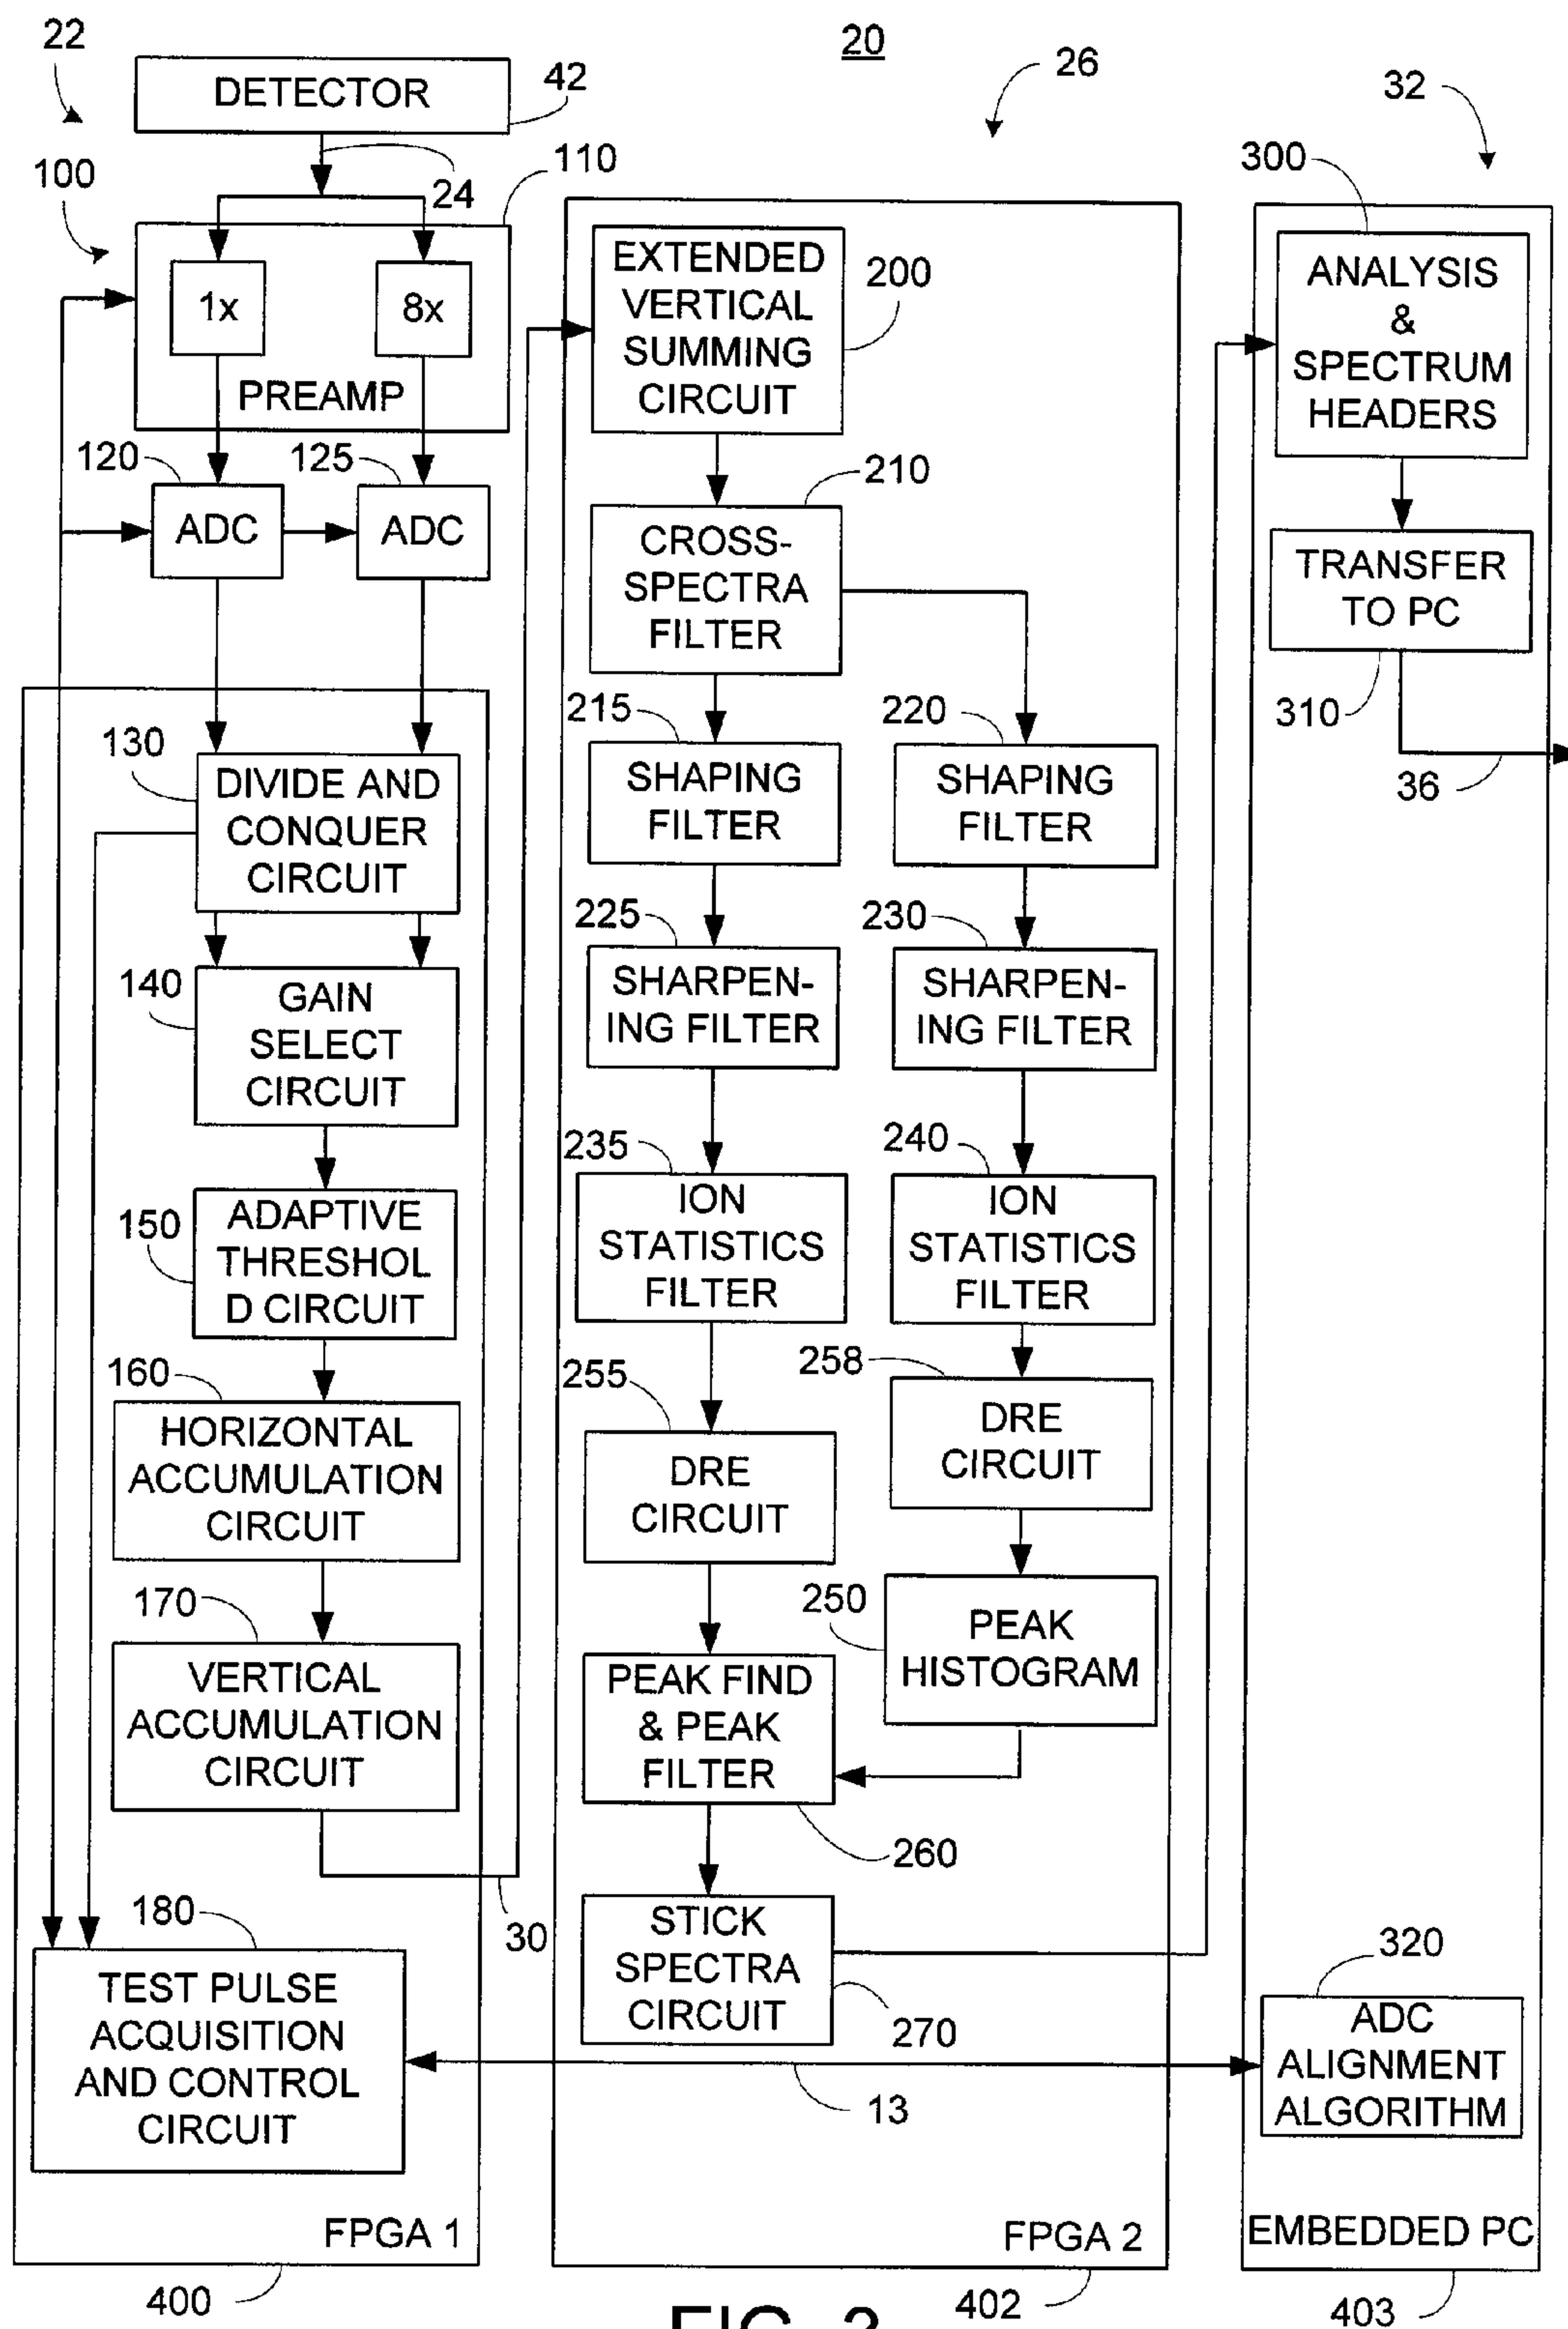 22
20
26
32
DETECTOR
42
24
100
110
1x
8x
PREAMP
120
125
ADC
ADC
130
DIVIDE AND
CONQUER
CIRCUIT
140
GAIN
SELECT
CIRCUIT
150
ADAPTIVE
THRESHOL
D CIRCUIT
160
HORIZONTAL
ACCUMULATION
CIRCUIT
170
VERTICAL
ACCUMULATION
CIRCUIT
30
180
TEST PULSE
ACQUISITION
AND CONTROL
CIRCUIT
FPGA 1
400
EXTENDED
VERTICAL
SUMMING
CIRCUIT
200
210
CROSS-
SPECTRA
FILTER
215
SHAPING
FILTER
220
SHAPING
FILTER
225
SHARPEN-
ING FILTER
230
SHARPEN-
ING FILTER
235
ION
STATISTICS
FILTER
240
ION
STATISTICS
FILTER
255
DRE
CIRCUIT
258
DRE
CIRCUIT
250
PEAK
HISTOGRAM
PEAK FIND
& PEAK
FILTER
260
STICK
SPECTRA
CIRCUIT
270
13
FPGA 2
402
300
ANALYSIS
&
SPECTRUM
HEADERS
TRANSFER
TO PC
310
36
320
ADC
ALIGNMENT
ALGORITHM
EMBEDDED PC
403